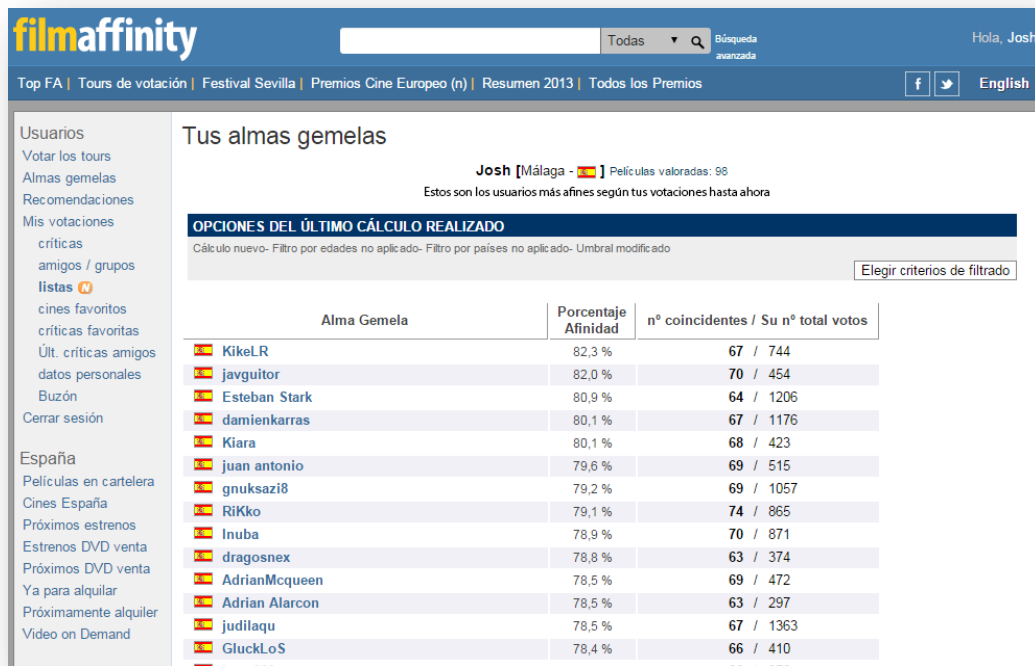 filmaffinity
Todas ▼
Búsqueda
avanzada
Hola, Josh
Top FA | Tours de votación | Festival Sevilla | Premios Cine Europeo (n) | Resumen 2013 | Todos los Premios
f
English
Usuarios
Votar los tours
Almas gemelas
Recomendaciones
Mis votaciones
críticas
amigos / grupos
listas N
cines favoritos
críticas favoritas
Últ. críticas amigos
datos personales
Buzón
Cerrar sesión
España
Películas en cartelera
Cines España
Próximos estrenos
Estrenos DVD venta
Próximos DVD venta
Ya para alquilar
Próximamente alquiler
Video on Demand
Tus almas gemelas
Josh [Málaga - ] Películas valoradas: 98
Estos son los usuarios más afines según tus votaciones hasta ahora
OPCIONES DEL ÚLTIMO CÁLCULO REALIZADO
Cálculo nuevo- Filtro por edades no aplicado- Filtro por países no aplicado- Umbral modificado
Elegir criterios de filtrado
Alma Gemela
Porcentaje
Afinidad
nº coincidentes / Su nº total votos
KikeLR 82,3 % 67 / 744
javguitor 82,0 % 70 / 454
Esteban Stark 80,9 % 64 / 1206
damienkarras 80,1 % 67 / 1176
Kiara 80,1 % 68 / 423
juan antonio 79,6 % 69 / 515
gnuksazi8 79,2 % 69 / 1057
RiKko 79,1 % 74 / 865
Inuba 78,9 % 70 / 871
dragosnex 78,8 % 63 / 374
AdrianMcqueen 78,5 % 69 / 472
Adrian Alarcon 78,5 % 63 / 297
judilaqu 78,5 % 67 / 1363
GluckLoS 78,4 % 66 / 410